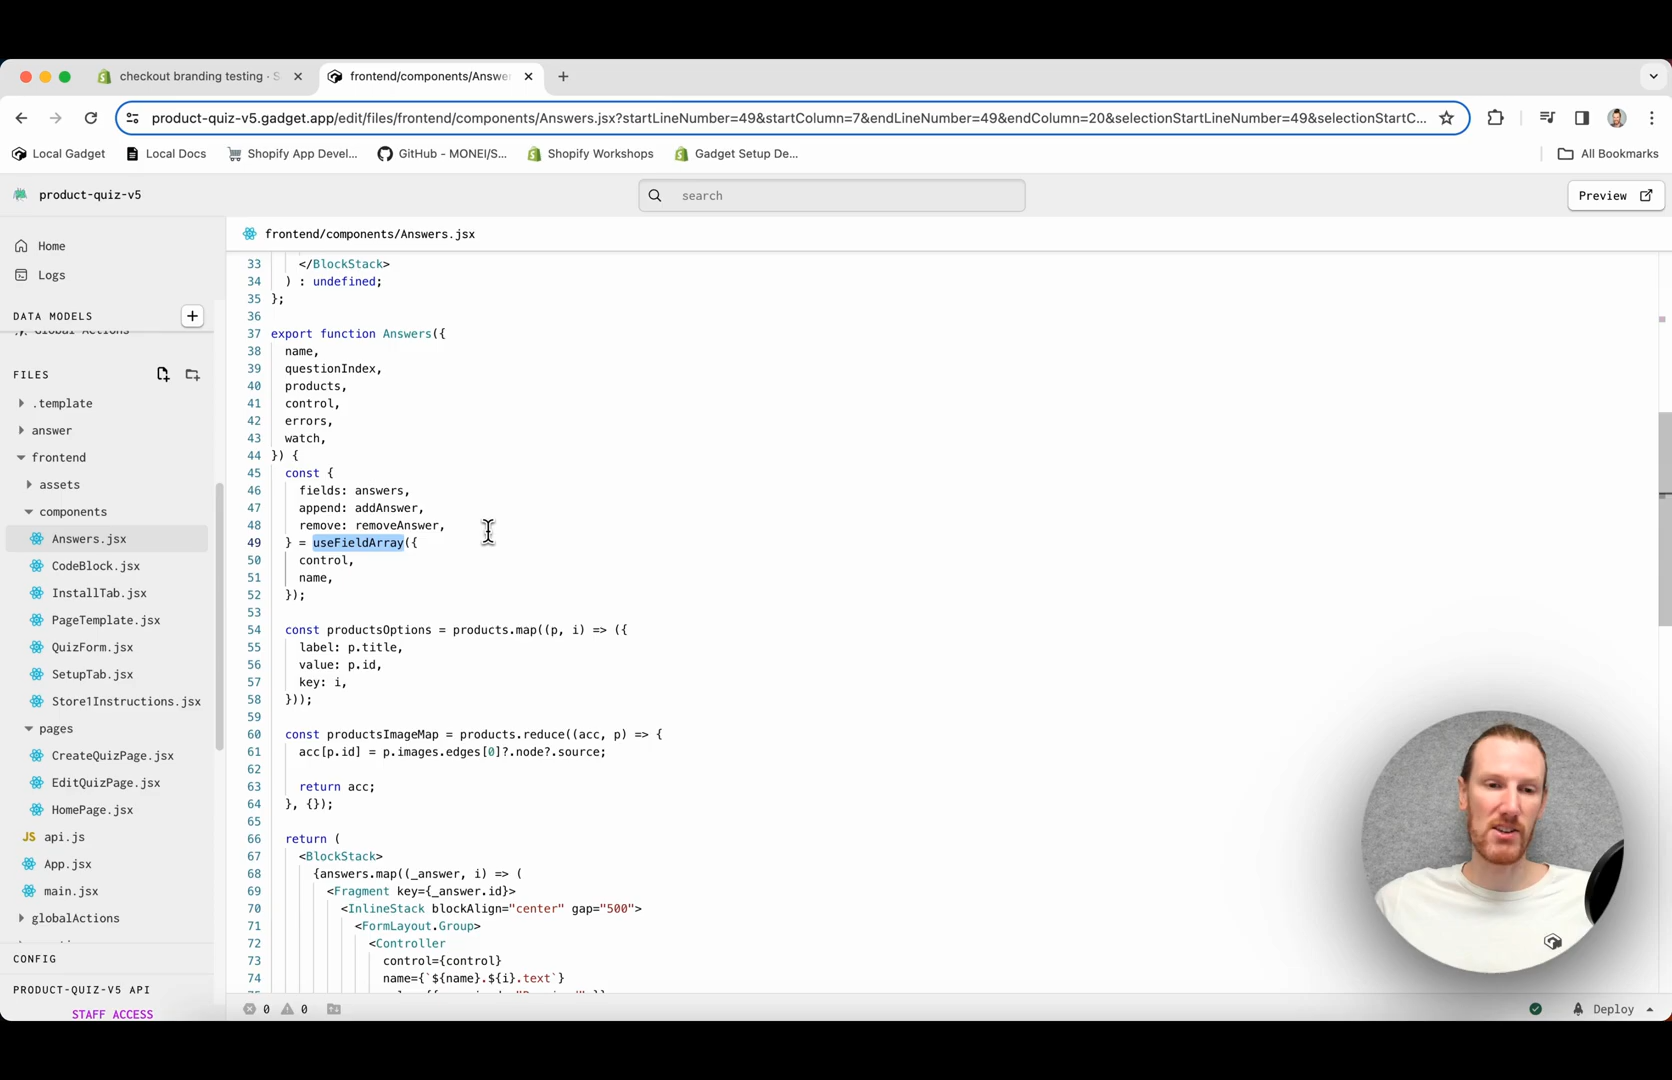 checkout branding testing · S
frontend/components/Answe
product-quiz-v5.gadget.app/edit/files/frontend/components/Answers.jsx?startLineNumber=49&startColumn=7&endLineNumber=49&endColumn=20&selectionStartLineNumber=49&selectionStartC...
Local Gadget
Local Docs
Shopify App Devel...
GitHub - MONEI/S...
Shopify Workshops
Gadget Setup De...
All Bookmarks
product-quiz-v5
search
Preview
Home
Logs
DATA MODELS
Global Actions
FILES
.template
answer
frontend
assets
components
Answers.jsx
CodeBlock.jsx
InstallTab.jsx
PageTemplate.jsx
QuizForm.jsx
SetupTab.jsx
Store1Instructions.jsx
pages
CreateQuizPage.jsx
EditQuizPage.jsx
HomePage.jsx
JS api.js
App.jsx
main.jsx
globalActions
CONFIG
PRODUCT-QUIZ-V5 API
STAFF ACCESS
frontend/components/Answers.jsx
33 </BlockStack>
34 ) : undefined;
35 };
36
37 export function Answers({
38 name,
39 questionIndex,
40 products,
41 control,
42 errors,
43 watch,
44 }) {
45 const {
46 fields: answers,
47 append: addAnswer,
48 remove: removeAnswer,
49 } = useFieldArray({
50 control,
51 name,
52 });
53
54 const productsOptions = products.map((p, i) => ({
55 label: p.title,
56 value: p.id,
57 key: i,
58 }));
59
60 const productsImageMap = products.reduce((acc, p) => {
61 acc[p.id] = p.images.edges[0]?.node?.source;
62
63 return acc;
64 }, {});
65
66 return (
67 <BlockStack>
68 {answers.map((_answer, i) => (
69 <Fragment key={_answer.id}>
70 <InlineStack blockAlign="center" gap="500">
71 <FormLayout.Group>
72 <Controller
73 control={control}
74 name={`${name}.${i}.text`}
0 0
Deploy